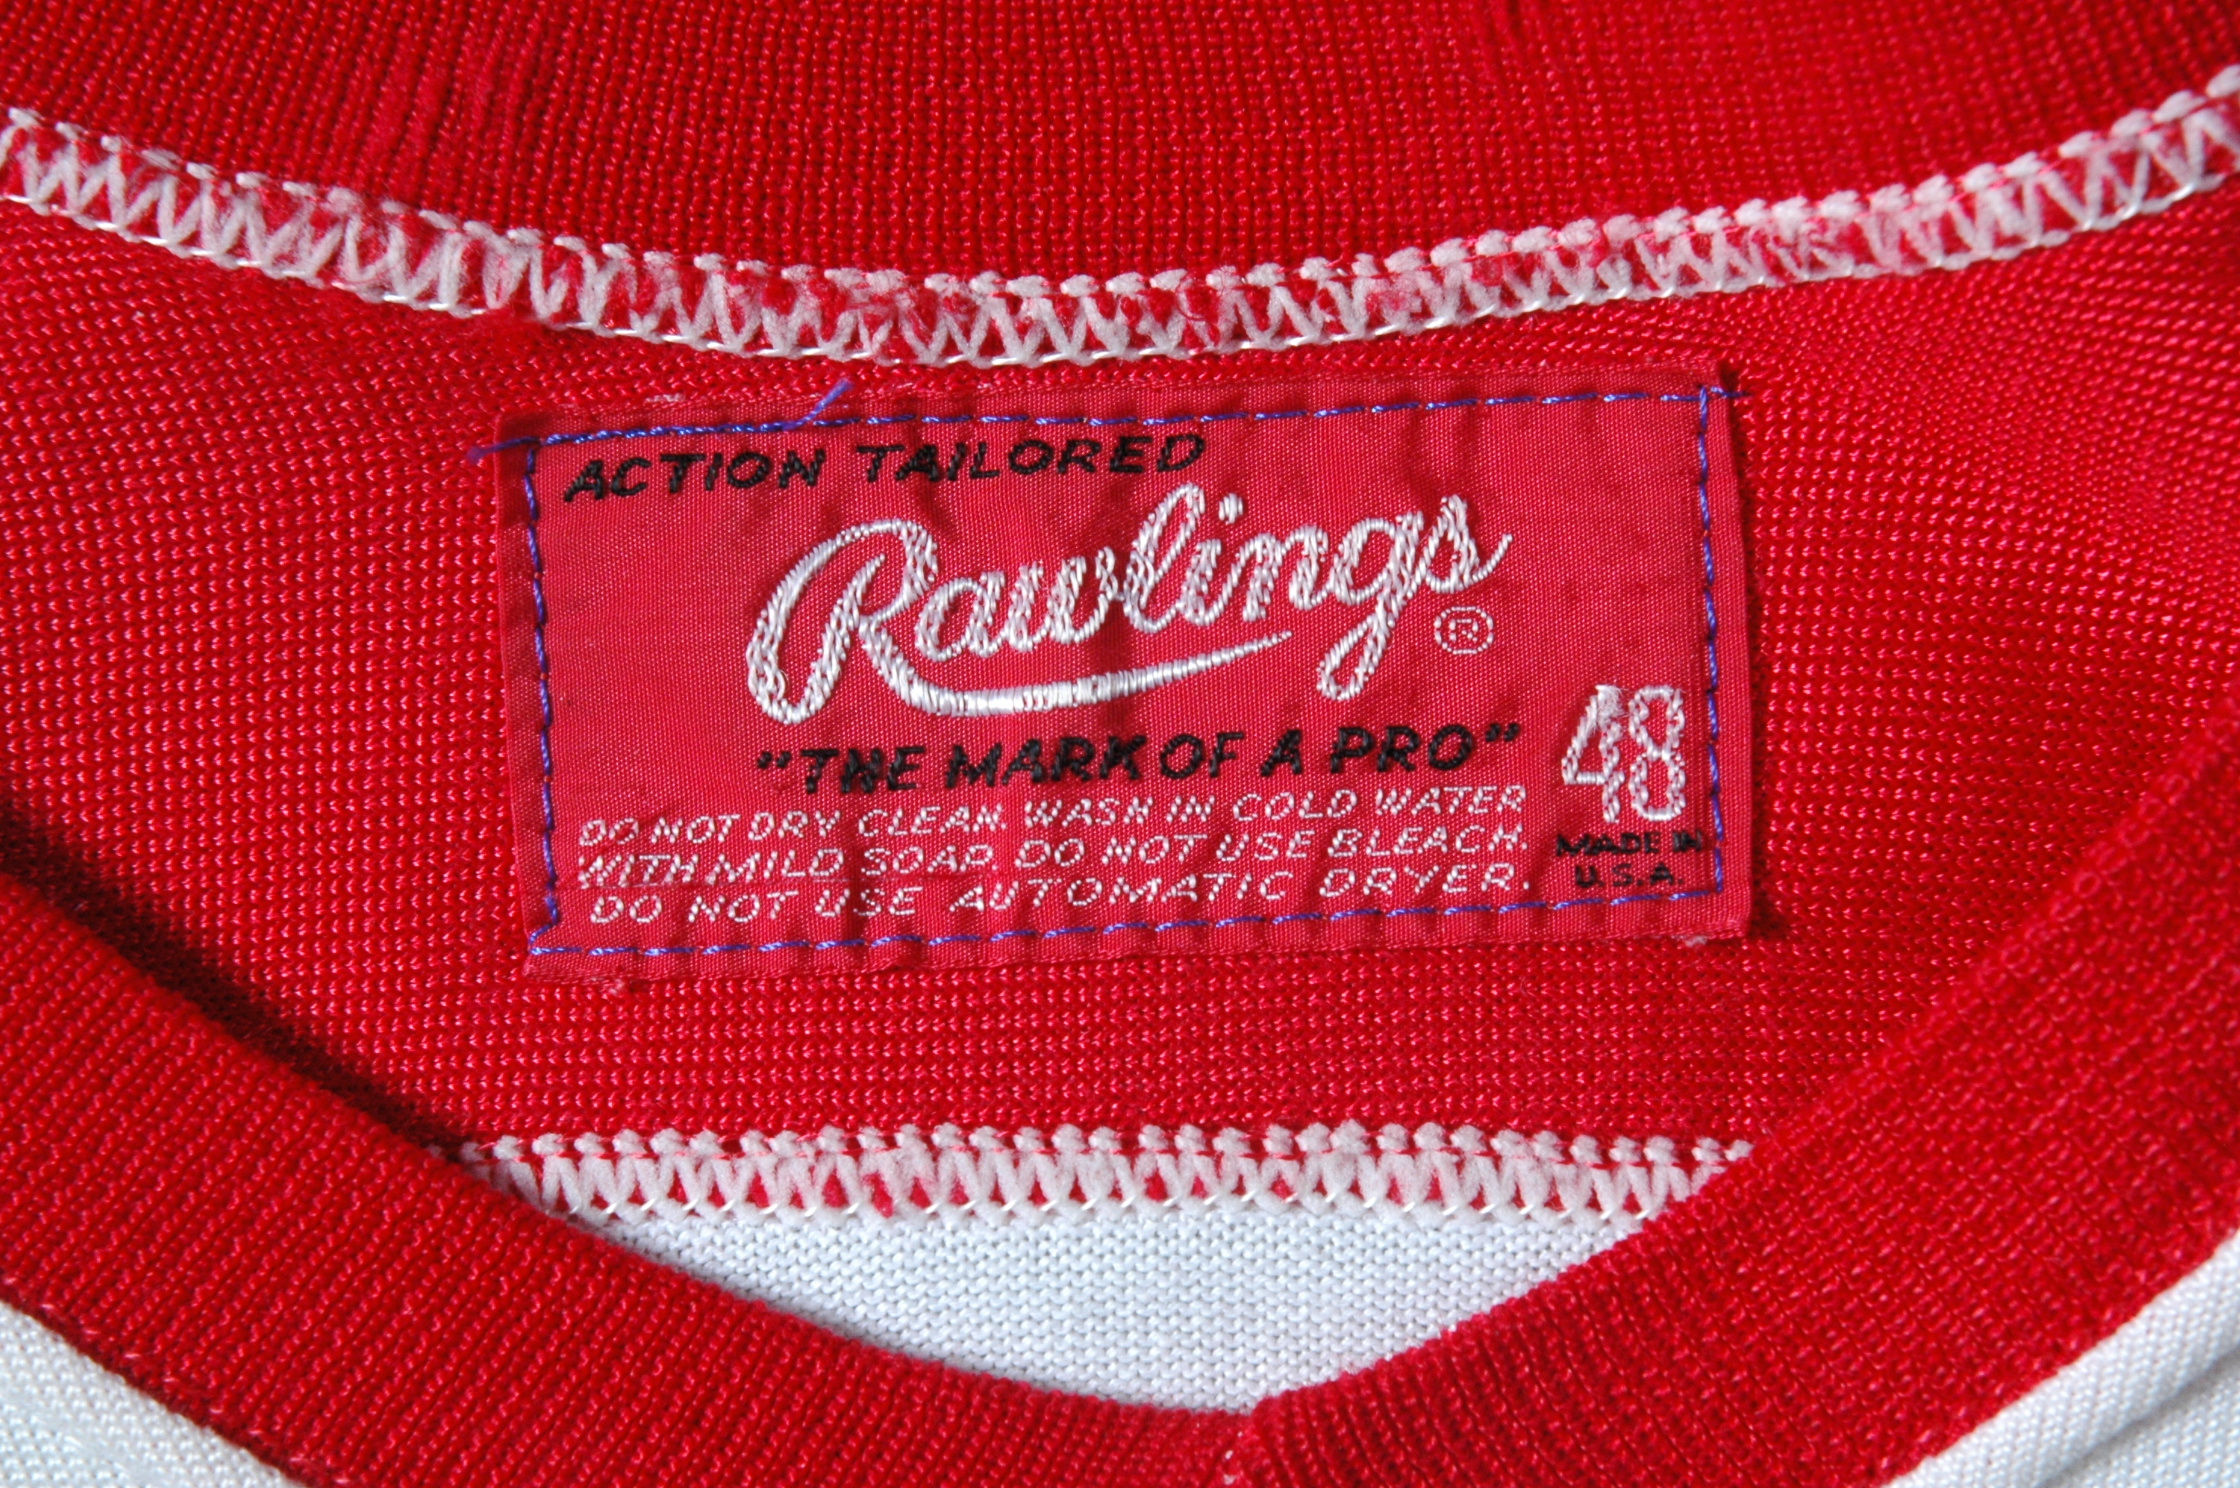 ACTION TAILORED
Rawlings ®
"THE MARK OF A PRO"
48
DO NOT DRY CLEAN. WASH IN COLD WATER
WITH MILD SOAP. DO NOT USE BLEACH.
DO NOT USE AUTOMATIC DRYER.
MADE IN
U.S.A.